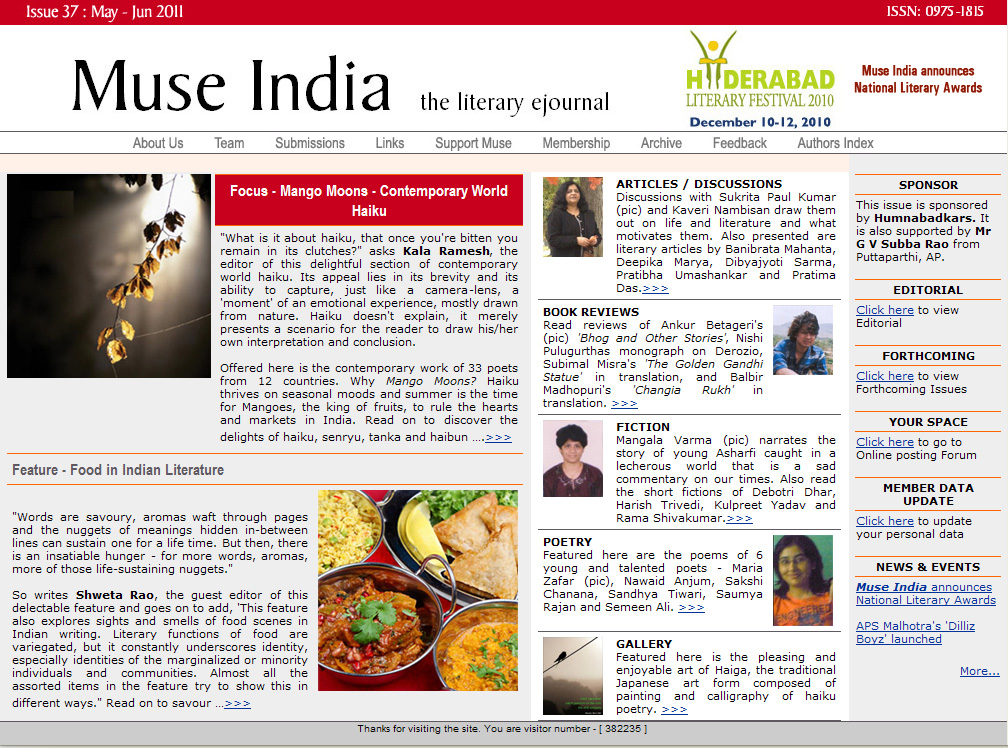 Issue 37 : May - Jun 2011
ISSN: 0975-1815
Muse India
the literary ejournal
HYDERABAD
LITERARY FESTIVAL 2010
December 10-12, 2010
Muse India announces
National Literary Awards
About Us Team Submissions Links Support Muse Membership Archive Feedback Authors Index
Focus - Mango Moons - Contemporary World
Haiku
"What is it about haiku, that once you're bitten you
remain in its clutches?" asks Kala Ramesh, the
editor of this delightful section of contemporary
world haiku. Its appeal lies in its brevity and its
ability to capture, just like a camera-lens, a
'moment' of an emotional experience, mostly drawn
from nature. Haiku doesn't explain, it merely
presents a scenario for the reader to draw his/her
own interpretation and conclusion.
Offered here is the contemporary work of 33 poets
from 12 countries. Why Mango Moons? Haiku
thrives on seasonal moods and summer is the time
for Mangoes, the king of fruits, to rule the hearts
and markets in India. Read on to discover the
delights of haiku, senryu, tanka and haibun ....>>>
Feature - Food in Indian Literature
"Words are savoury, aromas waft through pages
and the nuggets of meanings hidden in-between
lines can sustain one for a life time. But then, there
is an insatiable hunger - for more words, aromas,
more of those life-sustaining nuggets."
So writes Shweta Rao, the guest editor of this
delectable feature and goes on to add, 'This feature
also explores sights and smells of food scenes in
Indian writing. Literary functions of food are
variegated, but it constantly underscores identity,
especially identities of the marginalized or minority
individuals and communities. Almost all the
assorted items in the feature try to show this in
different ways." Read on to savour ...>>>
ARTICLES / DISCUSSIONS
Discussions with Sukrita Paul Kumar
(pic) and Kaveri Nambisan draw them
out on life and literature and what
motivates them. Also presented are
literary articles by Banibrata Mahanta,
Deepika Marya, Dibyajyoti Sarma,
Pratibha Umashankar and Pratima
Das.>>>
BOOK REVIEWS
Read reviews of Ankur Betageri's
(pic) 'Bhog and Other Stories', Nishi
Pulugurthas monograph on Derozio,
Subimal Misra's 'The Golden Gandhi
Statue' in translation, and Balbir
Madhopuri's 'Changia Rukh' in
translation. >>>
FICTION
Mangala Varma (pic) narrates the
story of young Asharfi caught in a
lecherous world that is a sad
commentary on our times. Also read
the short fictions of Debotri Dhar,
Harish Trivedi, Kulpreet Yadav and
Rama Shivakumar.>>>
POETRY
Featured here are the poems of 6
young and talented poets - Maria
Zafar (pic), Nawaid Anjum, Sakshi
Chanana, Sandhya Tiwari, Saumya
Rajan and Semeen Ali. >>>
GALLERY
Featured here is the pleasing and
enjoyable art of Haiga, the traditional
Japanese art form composed of
painting and calligraphy of haiku
poetry. >>>
SPONSOR
This issue is sponsored
by Humnabadkars. It
is also supported by Mr
G V Subba Rao from
Puttaparthi, AP.
EDITORIAL
Click here to view
Editorial
FORTHCOMING
Click here to view
Forthcoming Issues
YOUR SPACE
Click here to go to
Online posting Forum
MEMBER DATA
UPDATE
Click here to update
your personal data
NEWS & EVENTS
Muse India announces
National Literary Awards
APS Malhotra's 'Dilliz
Boyz' launched
More...
Thanks for visiting the site. You are visitor number - [ 382235 ]